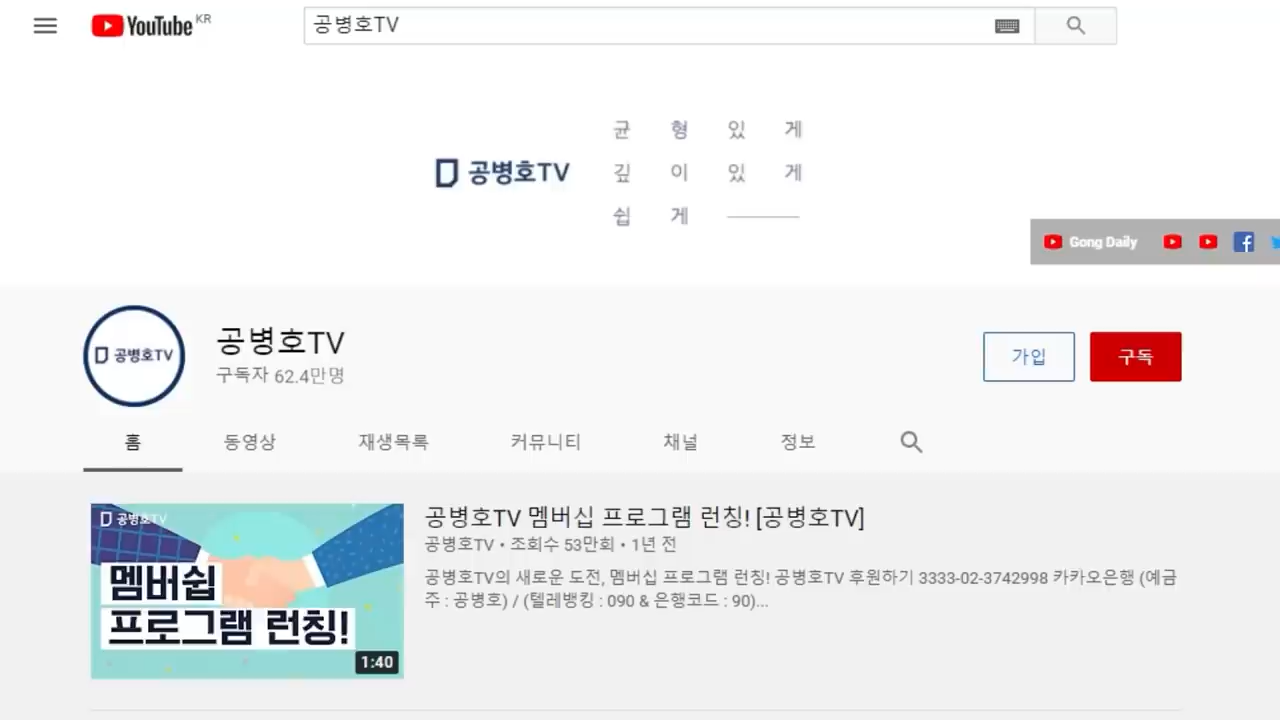 YouTube KR
공병호TV
균 형 있 게
공병호TV
깊 이 있 게
쉽 게
Gong Daily
공병호TV
공병호TV
구독자 62.4만명
가입
구독
홈
동영상
재생목록
커뮤니티
채널
정보
공병호TV
멤버쉽
프로그램 런칭!
1:40
공병호TV 멤버십 프로그램 런칭! [공병호TV]
공병호TV • 조회수 53만회 • 1년 전
공병호TV의 새로운 도전, 멤버십 프로그램 런칭! 공병호TV 후원하기 3333-02-3742998 카카오은행 (예금
주 : 공병호) / (텔레뱅킹 : 090 & 은행코드 : 90)...